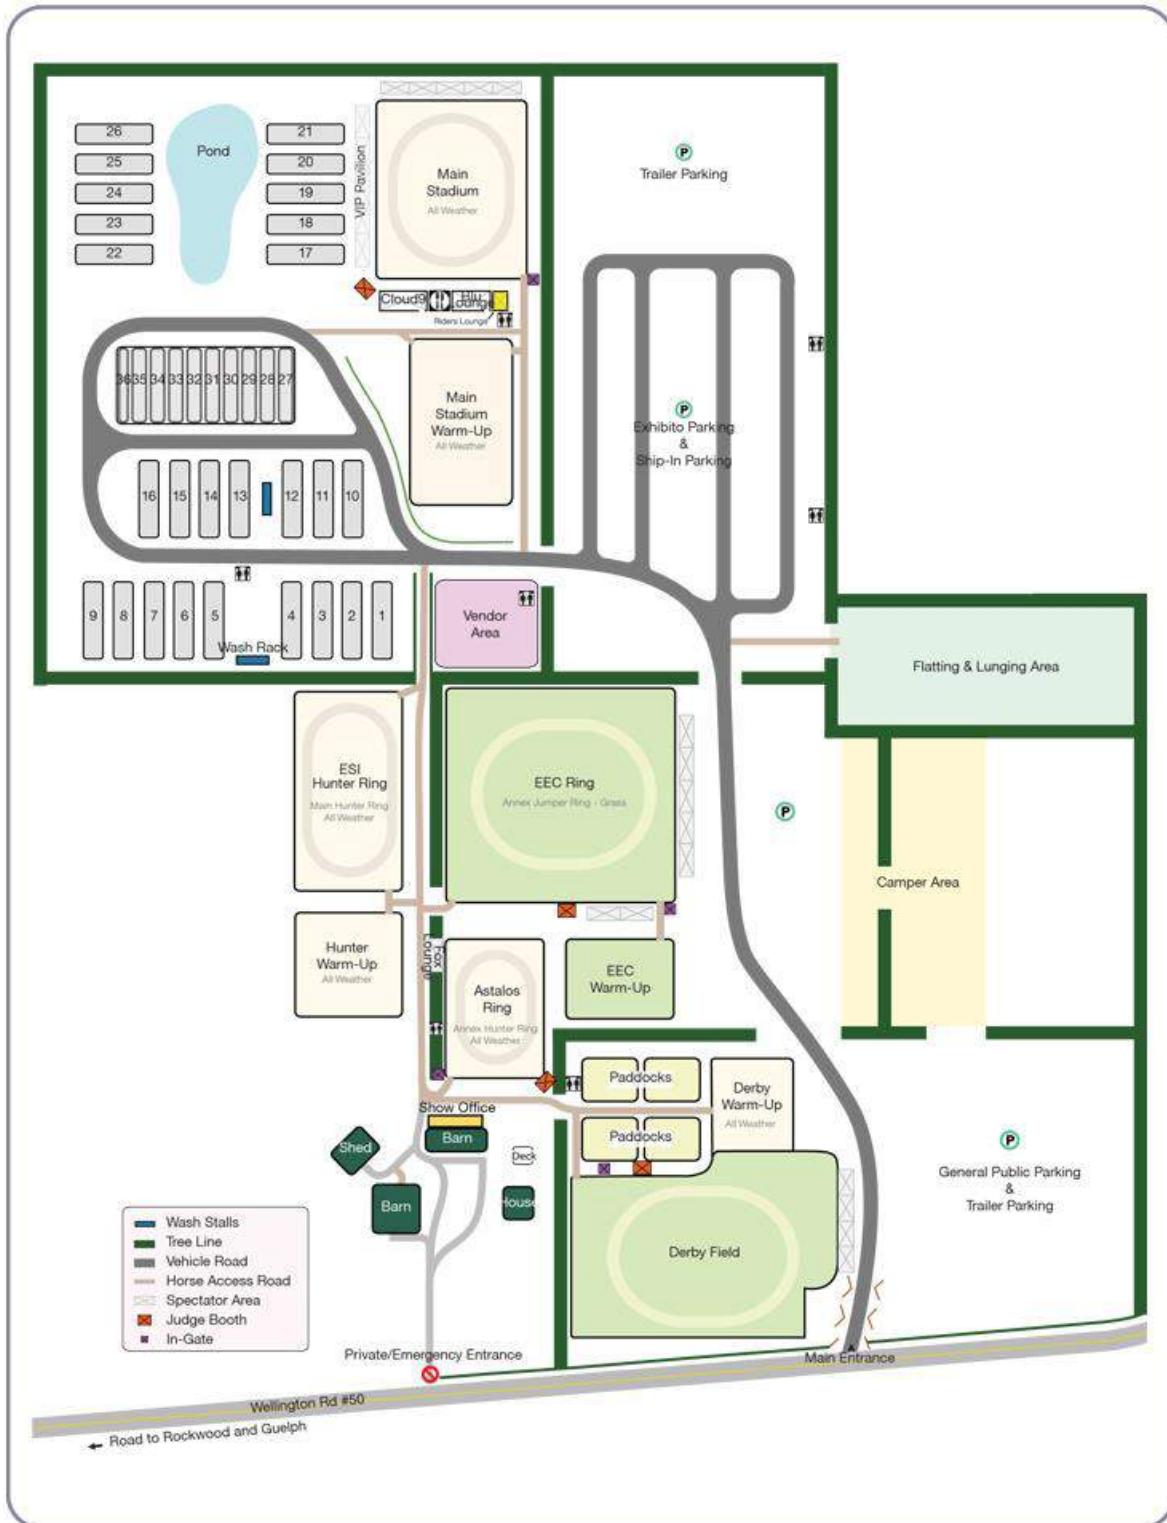 26
25
24
23
22
Pond
21
20
19
18
17
VIP Pavilion
Main
Stadium
All Weather
P
Trailer Parking
Cloud9
Lounge
Riders Lounge
36 35 34 33 32 31 30 29 28 27
Main
Stadium
Warm-Up
All Weather
P
Exhibito Parking
&
Ship-In Parking
16 15 14 13 12 11 10
9 8 7 6 5 4 3 2 1
Wash Rack
Vendor
Area
Flatting & Lunging Area
ESI
Hunter Ring
Main Hunter Ring
All Weather
EEC Ring
Annex Jumper Ring - Grass
P
Camper Area
Hunter
Warm-Up
All Weather
Fox
Lounge
Astalos
Ring
Annex Hunter Ring
All Weather
EEC
Warm-Up
Paddocks
Derby
Warm-Up
All Weather
Paddocks
Show Office
Barn
Shed
Deck
Barn
House
P
General Public Parking
&
Trailer Parking
Derby Field
Wash Stalls
Tree Line
Vehicle Road
Horse Access Road
Spectator Area
Judge Booth
In-Gate
Private/Emergency Entrance
Main Entrance
Wellington Rd #50
Road to Rockwood and Guelph